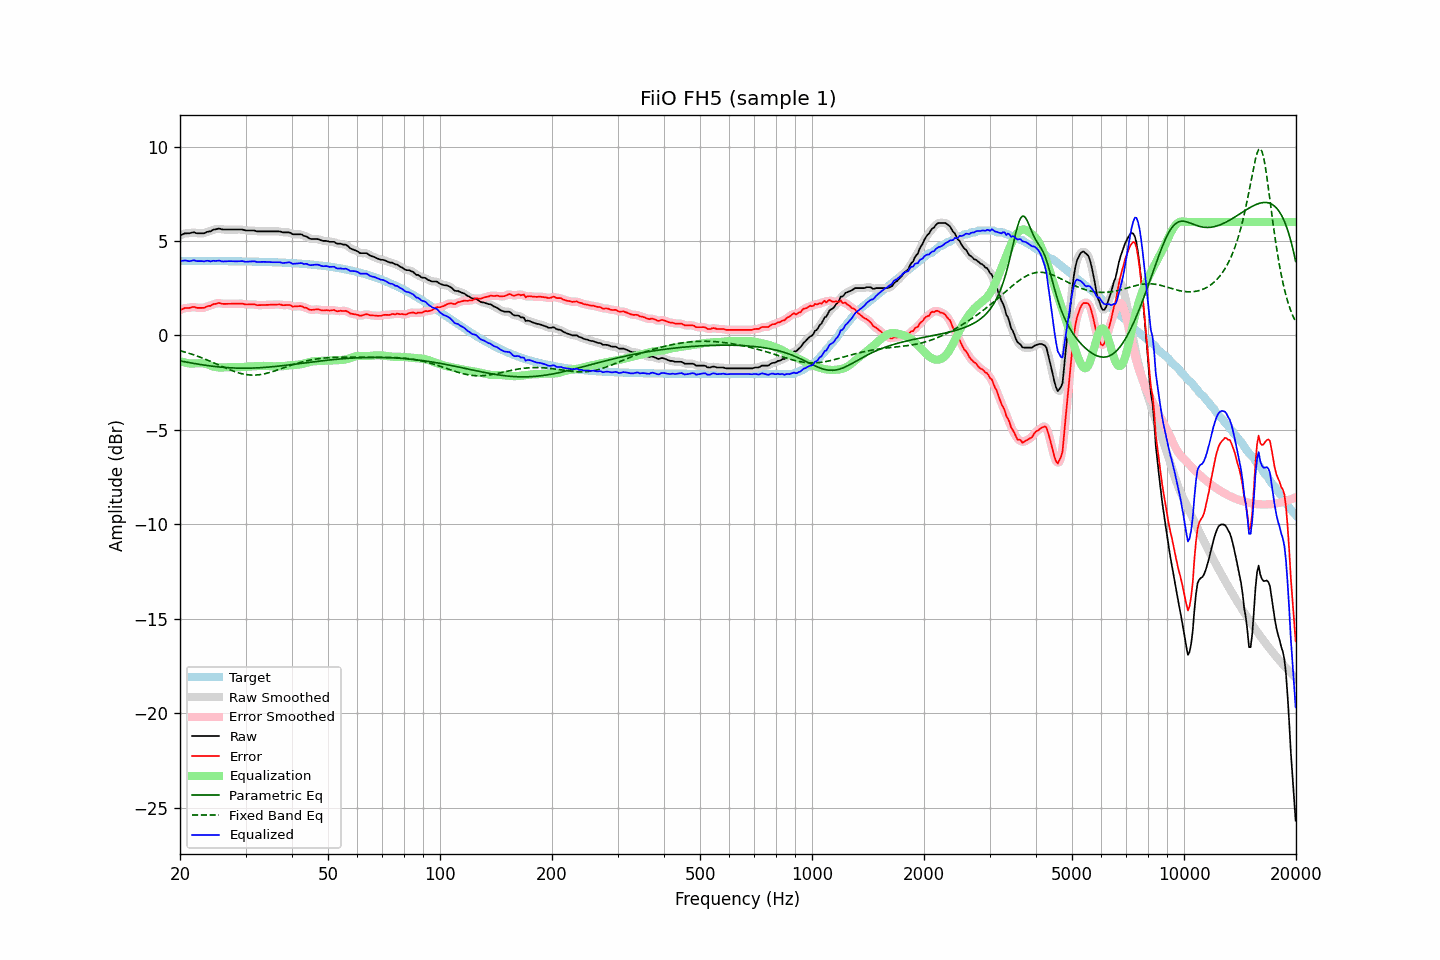 FiiO FH5 (sample 1)
Amplitude (dBr)
10
5
0
−5
−10
−15
−20
−25
Target
Raw Smoothed
Error Smoothed
Raw
Error
Equalization
Parametric Eq
Fixed Band Eq
Equalized
20 50 100 200 500 1000 2000 5000 10000 20000
Frequency (Hz)